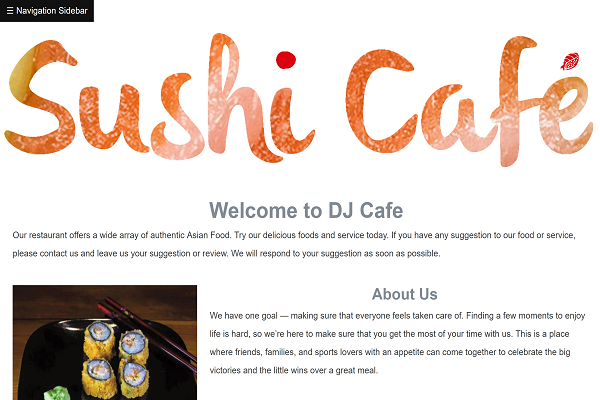 ☰ Navigation Sidebar
Sushi Café
Welcome to DJ Cafe
Our restaurant offers a wide array of authentic Asian Food. Try our delicious foods and service today. If you have any suggestion to our food or service,
please contact us and leave us your suggestion or review. We will respond to your suggestion as soon as possible.
About Us
We have one goal — making sure that everyone feels taken care of. Finding a few moments to enjoy
life is hard, so we're here to make sure that you get the most of your time with us. This is a place
where friends, families, and sports lovers with an appetite can come together to celebrate the big
victories and the little wins over a great meal.